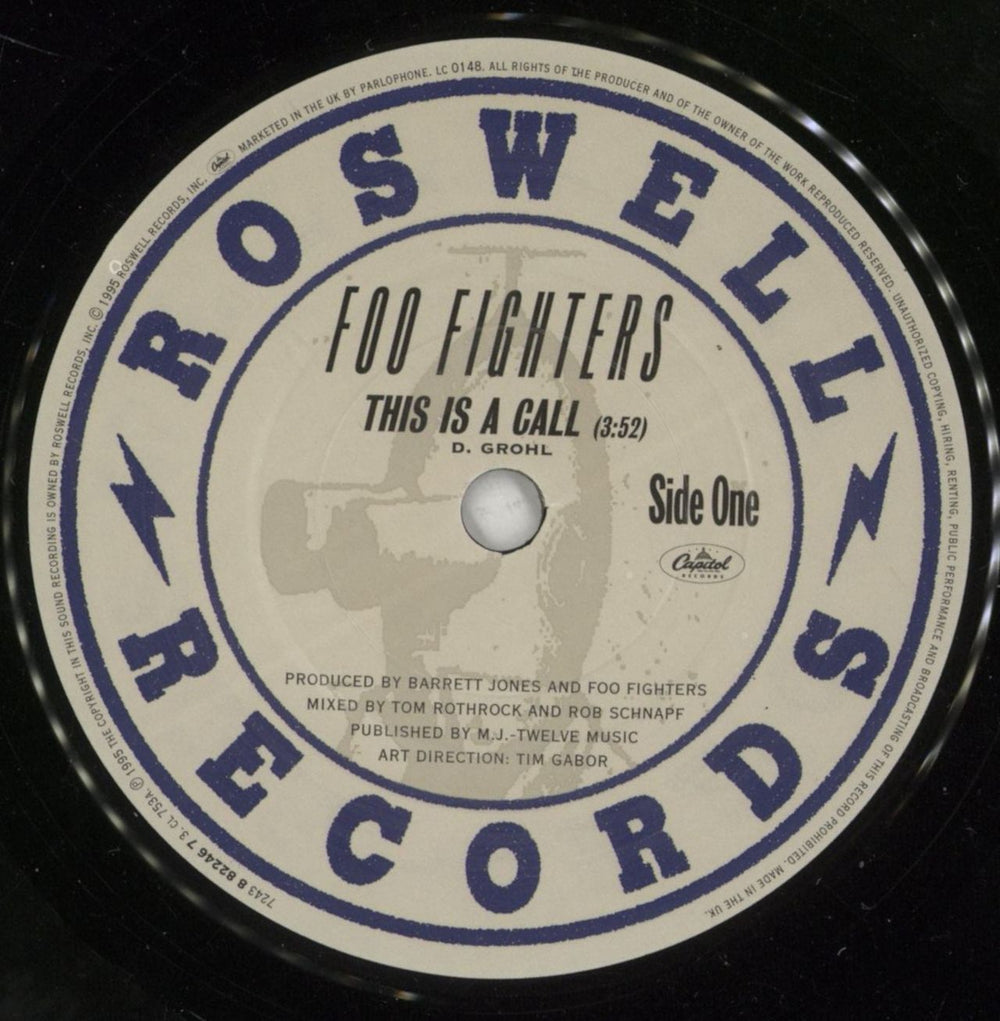 ROSWELL
RECORDS
FOO FIGHTERS
THIS IS A CALL (3:52)
D. GROHL
Side One
Capitol
RECORDS
PRODUCED BY BARRETT JONES AND FOO FIGHTERS
MIXED BY TOM ROTHROCK AND ROB SCHNAPF
PUBLISHED BY M.J.-TWELVE MUSIC
ART DIRECTION: TIM GABOR
7243 8 82246 7 3. CL 753A. ℗ 1995 THE COPYRIGHT IN THIS SOUND RECORDING IS OWNED BY ROSWELL RECORDS, INC. © 1995 ROSWELL RECORDS, INC. Capitol MARKETED IN THE UK BY PARLOPHONE. LC 0148. ALL RIGHTS OF THE PRODUCER AND OF THE OWNER OF THE WORK REPRODUCED RESERVED. UNAUTHORIZED COPYING, HIRING, RENTING, PUBLIC PERFORMANCE AND BROADCASTING OF THIS RECORD PROHIBITED. MADE IN THE UK.